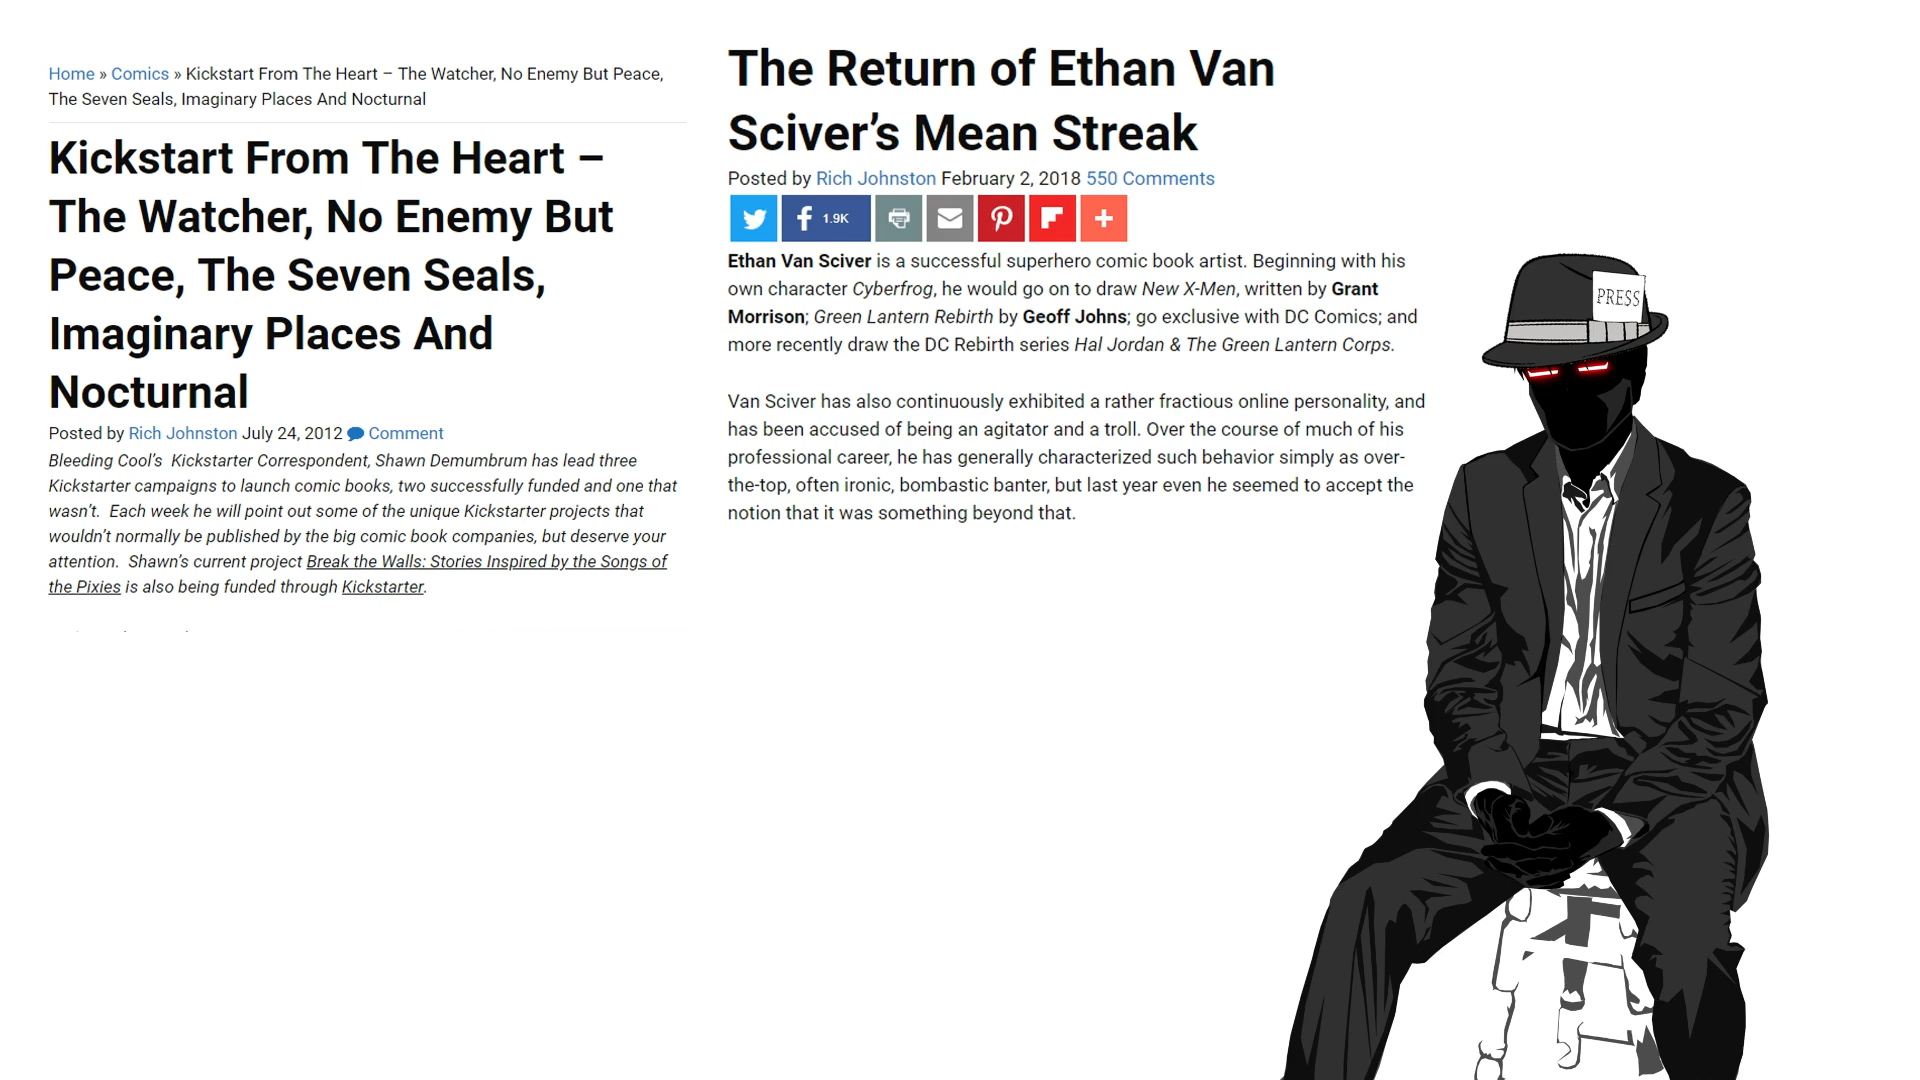 Home » Comics » Kickstart From The Heart – The Watcher, No Enemy But Peace,
The Seven Seals, Imaginary Places And Nocturnal
Kickstart From The Heart –
The Watcher, No Enemy But
Peace, The Seven Seals,
Imaginary Places And
Nocturnal
Posted by Rich Johnston July 24, 2012 Comment
Bleeding Cool’s Kickstarter Correspondent, Shawn Demumbrum has lead three
Kickstarter campaigns to launch comic books, two successfully funded and one that
wasn’t. Each week he will point out some of the unique Kickstarter projects that
wouldn’t normally be published by the big comic book companies, but deserve your
attention. Shawn’s current project Break the Walls: Stories Inspired by the Songs of
the Pixies is also being funded through Kickstarter.
The Return of Ethan Van
Sciver’s Mean Streak
Posted by Rich Johnston February 2, 2018 550 Comments
1.9K
Ethan Van Sciver is a successful superhero comic book artist. Beginning with his
own character Cyberfrog, he would go on to draw New X-Men, written by Grant
Morrison; Green Lantern Rebirth by Geoff Johns; go exclusive with DC Comics; and
more recently draw the DC Rebirth series Hal Jordan & The Green Lantern Corps.
Van Sciver has also continuously exhibited a rather fractious online personality, and
has been accused of being an agitator and a troll. Over the course of much of his
professional career, he has generally characterized such behavior simply as over-
the-top, often ironic, bombastic banter, but last year even he seemed to accept the
notion that it was something beyond that.
PRESS